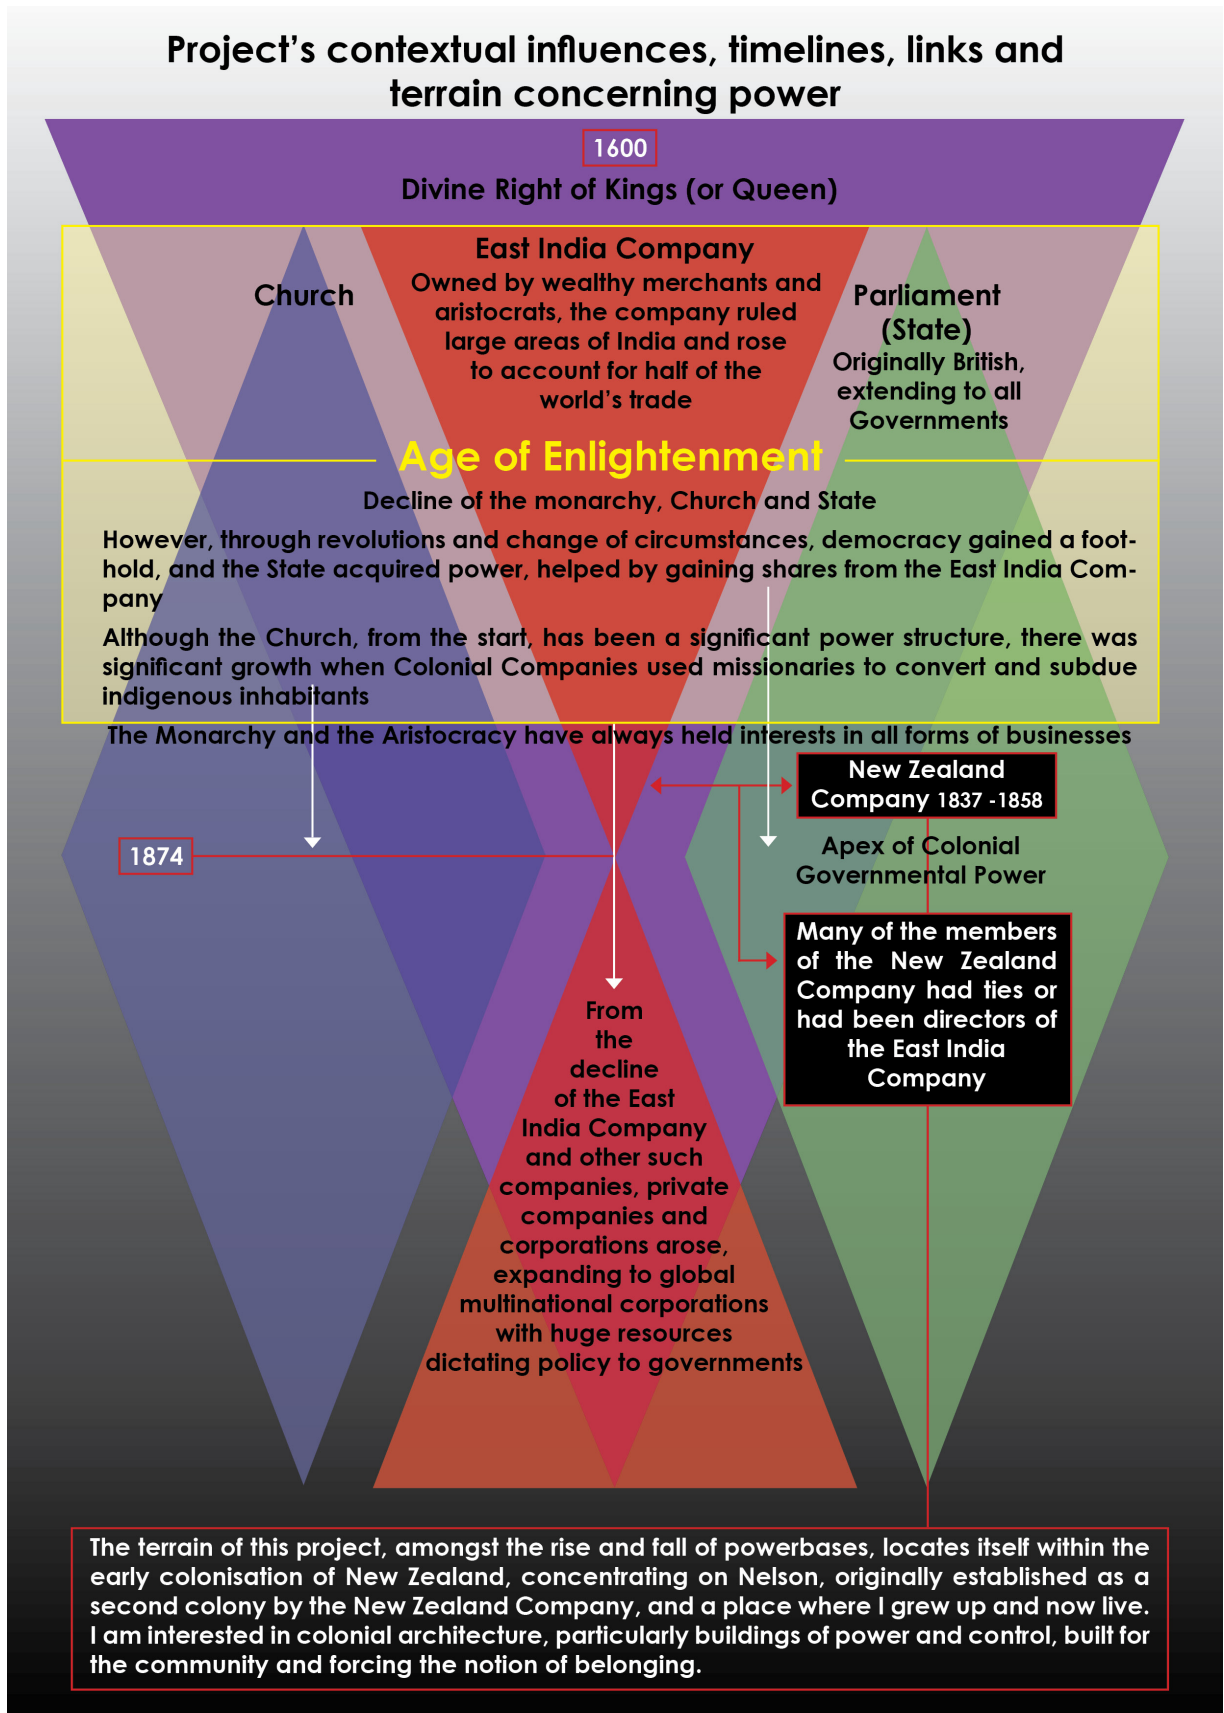 Project’s contextual influences, timelines, links and
terrain concerning power
1600
Divine Right of Kings (or Queen)
East India Company
Owned by wealthy merchants and
aristocrats, the company ruled
large areas of India and rose
to account for half of the
world’s trade
Church
Parliament
(State)
Originally British,
extending to all
Governments
Age of Enlightenment
Decline of the monarchy, Church and State
However, through revolutions and change of circumstances, democracy gained a foot-
hold, and the State acquired power, helped by gaining shares from the East India Com-
pany
Although the Church, from the start, has been a significant power structure, there was
significant growth when Colonial Companies used missionaries to convert and subdue
indigenous inhabitants
The Monarchy and the Aristocracy have always held interests in all forms of businesses
New Zealand
Company 1837 -1858
1874
Apex of Colonial
Governmental Power
Many of the members
of the New Zealand
Company had ties or
had been directors of
the East India
Company
From
the
decline
of the East
India Company
and other such
companies, private
companies and
corporations arose,
expanding to global
multinational corporations
with huge resources
dictating policy to governments
The terrain of this project, amongst the rise and fall of powerbases, locates itself within the
early colonisation of New Zealand, concentrating on Nelson, originally established as a
second colony by the New Zealand Company, and a place where I grew up and now live.
I am interested in colonial architecture, particularly buildings of power and control, built for
the community and forcing the notion of belonging.